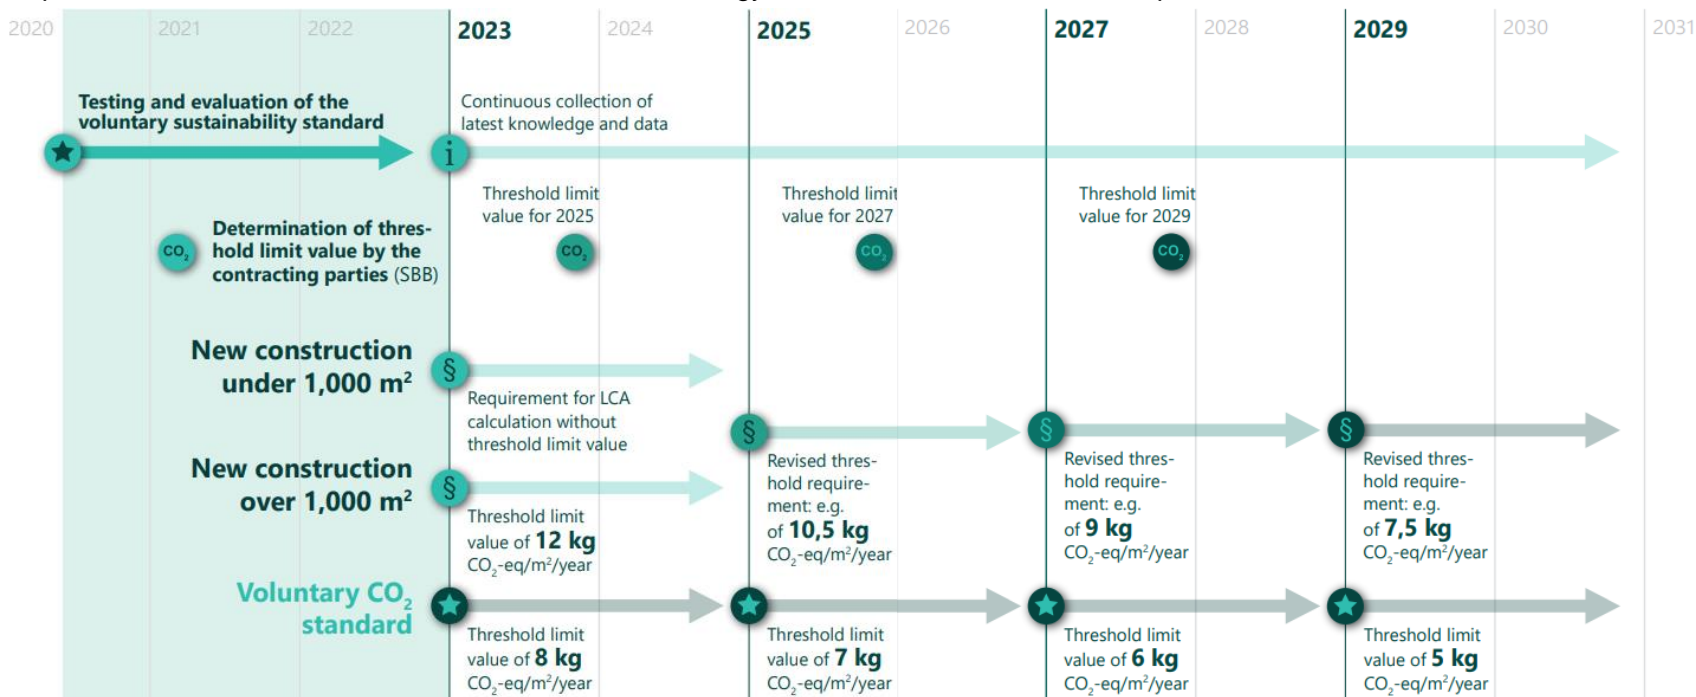 2020 2021 2022 2023 2024 2025 2026 2027 2028 2029 2030 2031
Testing and evaluation of the
voluntary sustainability standard
Continuous collection of
latest knowledge and data
i
Determination of thres-
hold limit value by the
contracting parties (SBB)
CO₂
Threshold limit
value for 2025
CO₂
Threshold limit
value for 2027
CO₂
Threshold limit
value for 2029
CO₂
New construction
under 1,000 m²
§
Requirement for LCA
calculation without
threshold limit value
New construction
over 1,000 m²
§
Threshold limit
value of 12 kg
CO₂-eq/m²/year
§
Revised thres-
hold require-
ment: e.g.
of 10,5 kg
CO₂-eq/m²/year
§
Revised thres-
hold require-
ment: e.g.
of 9 kg
CO₂-eq/m²/year
§
Revised thres-
hold require-
ment: e.g.
of 7,5 kg
CO₂-eq/m²/year
Voluntary CO₂
standard
Threshold limit
value of 8 kg
CO₂-eq/m²/year
Threshold limit
value of 7 kg
CO₂-eq/m²/year
Threshold limit
value of 6 kg
CO₂-eq/m²/year
Threshold limit
value of 5 kg
CO₂-eq/m²/year